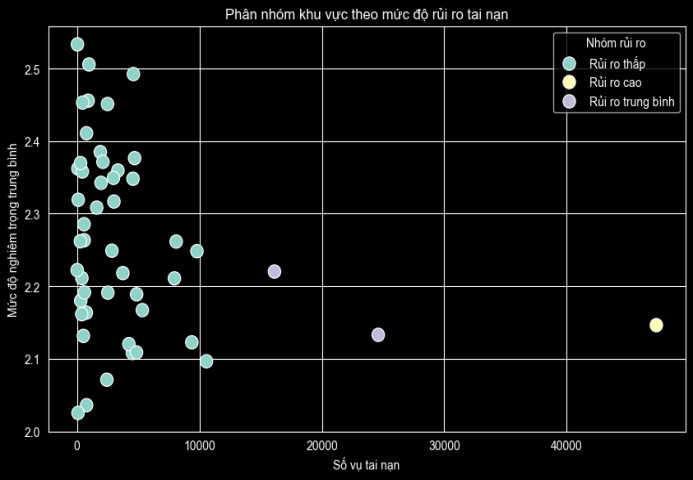 Phân nhóm khu vực theo mức độ rủi ro tai nạn
Nhóm rủi ro
Rủi ro thấp
Rủi ro cao
Rủi ro trung bình
Mức độ nghiêm trọng trung bình
2.5
2.4
2.3
2.2
2.1
2.0
0 10000 20000 30000 40000
Số vụ tai nạn